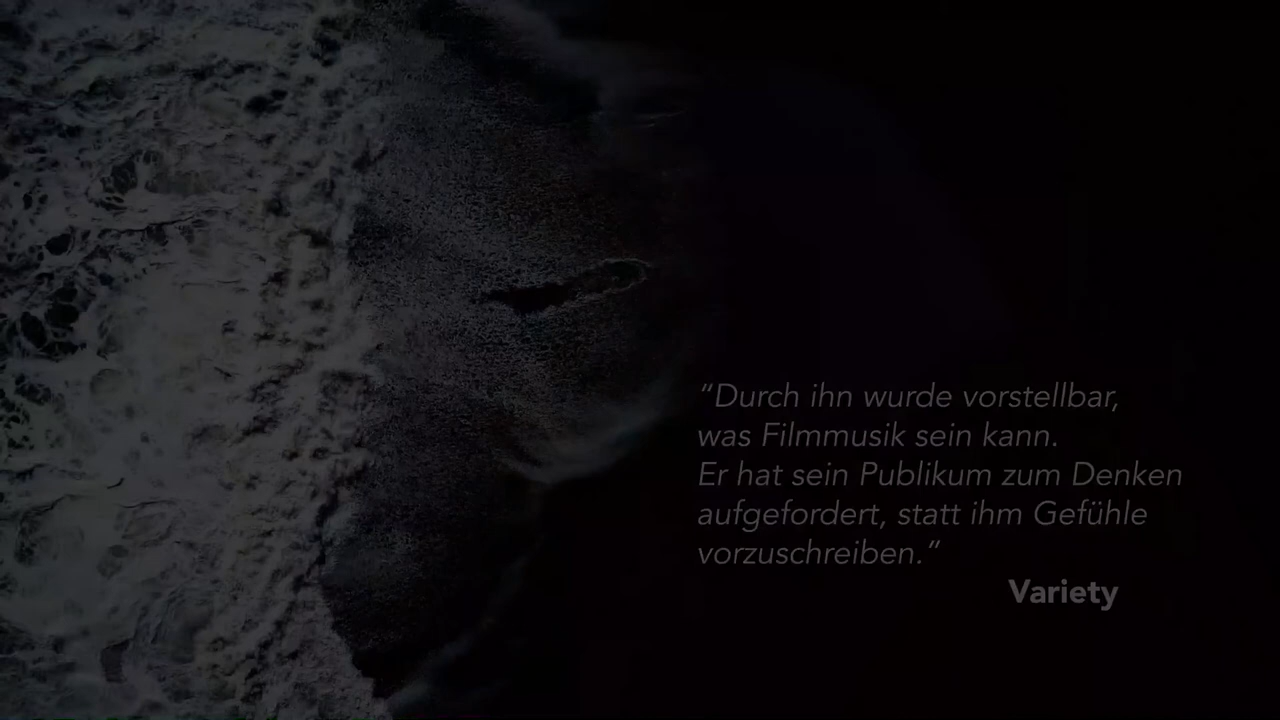 “Durch ihn wurde vorstellbar,
was Filmmusik sein kann.
Er hat sein Publikum zum Denken
aufgefordert, statt ihm Gefühle
vorzuschreiben.”
Variety